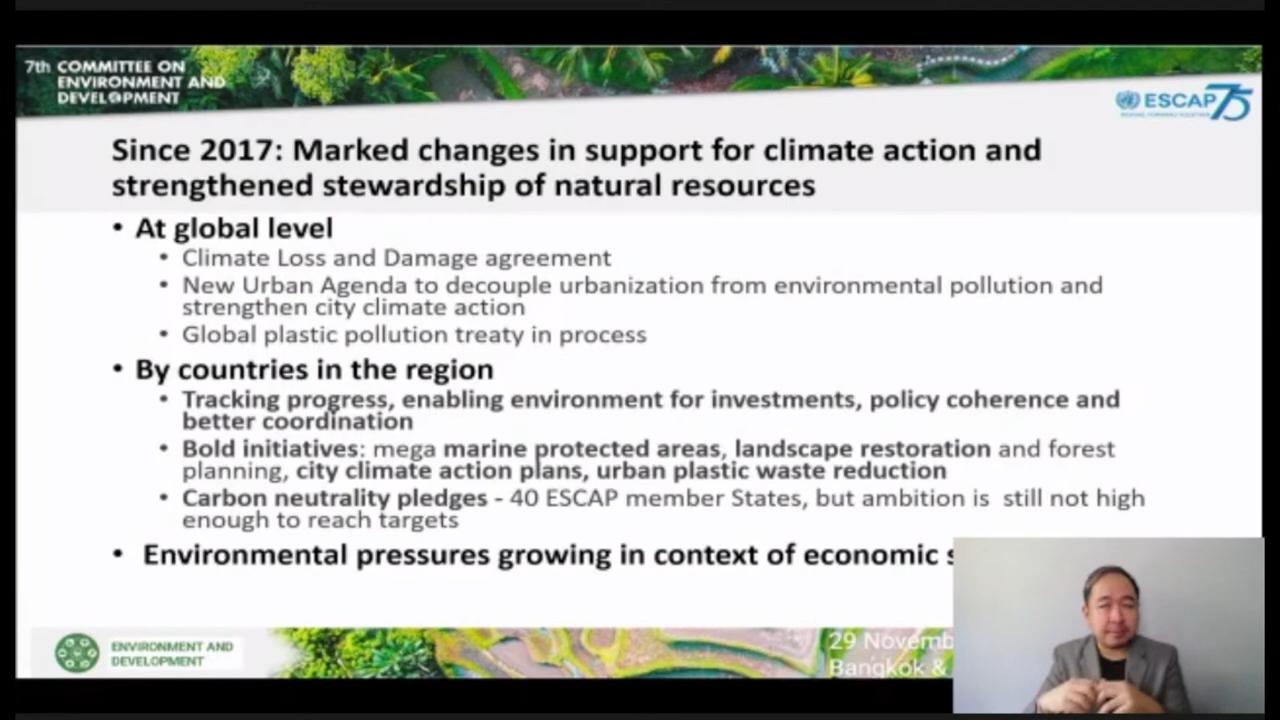 7th COMMITTEE ON
ENVIRONMENT AND
DEVELOPMENT
ESCAP 75
Since 2017: Marked changes in support for climate action and
strengthened stewardship of natural resources
• At global level
• Climate Loss and Damage agreement
• New Urban Agenda to decouple urbanization from environmental pollution and
strengthen city climate action
• Global plastic pollution treaty in process
• By countries in the region
• Tracking progress, enabling environment for investments, policy coherence and
better coordination
• Bold initiatives: mega marine protected areas, landscape restoration and forest
planning, city climate action plans, urban plastic waste reduction
• Carbon neutrality pledges - 40 ESCAP member States, but ambition is still not high
enough to reach targets
• Environmental pressures growing in context of economic s
ENVIRONMENT AND
DEVELOPMENT
29 Novemb
Bangkok &